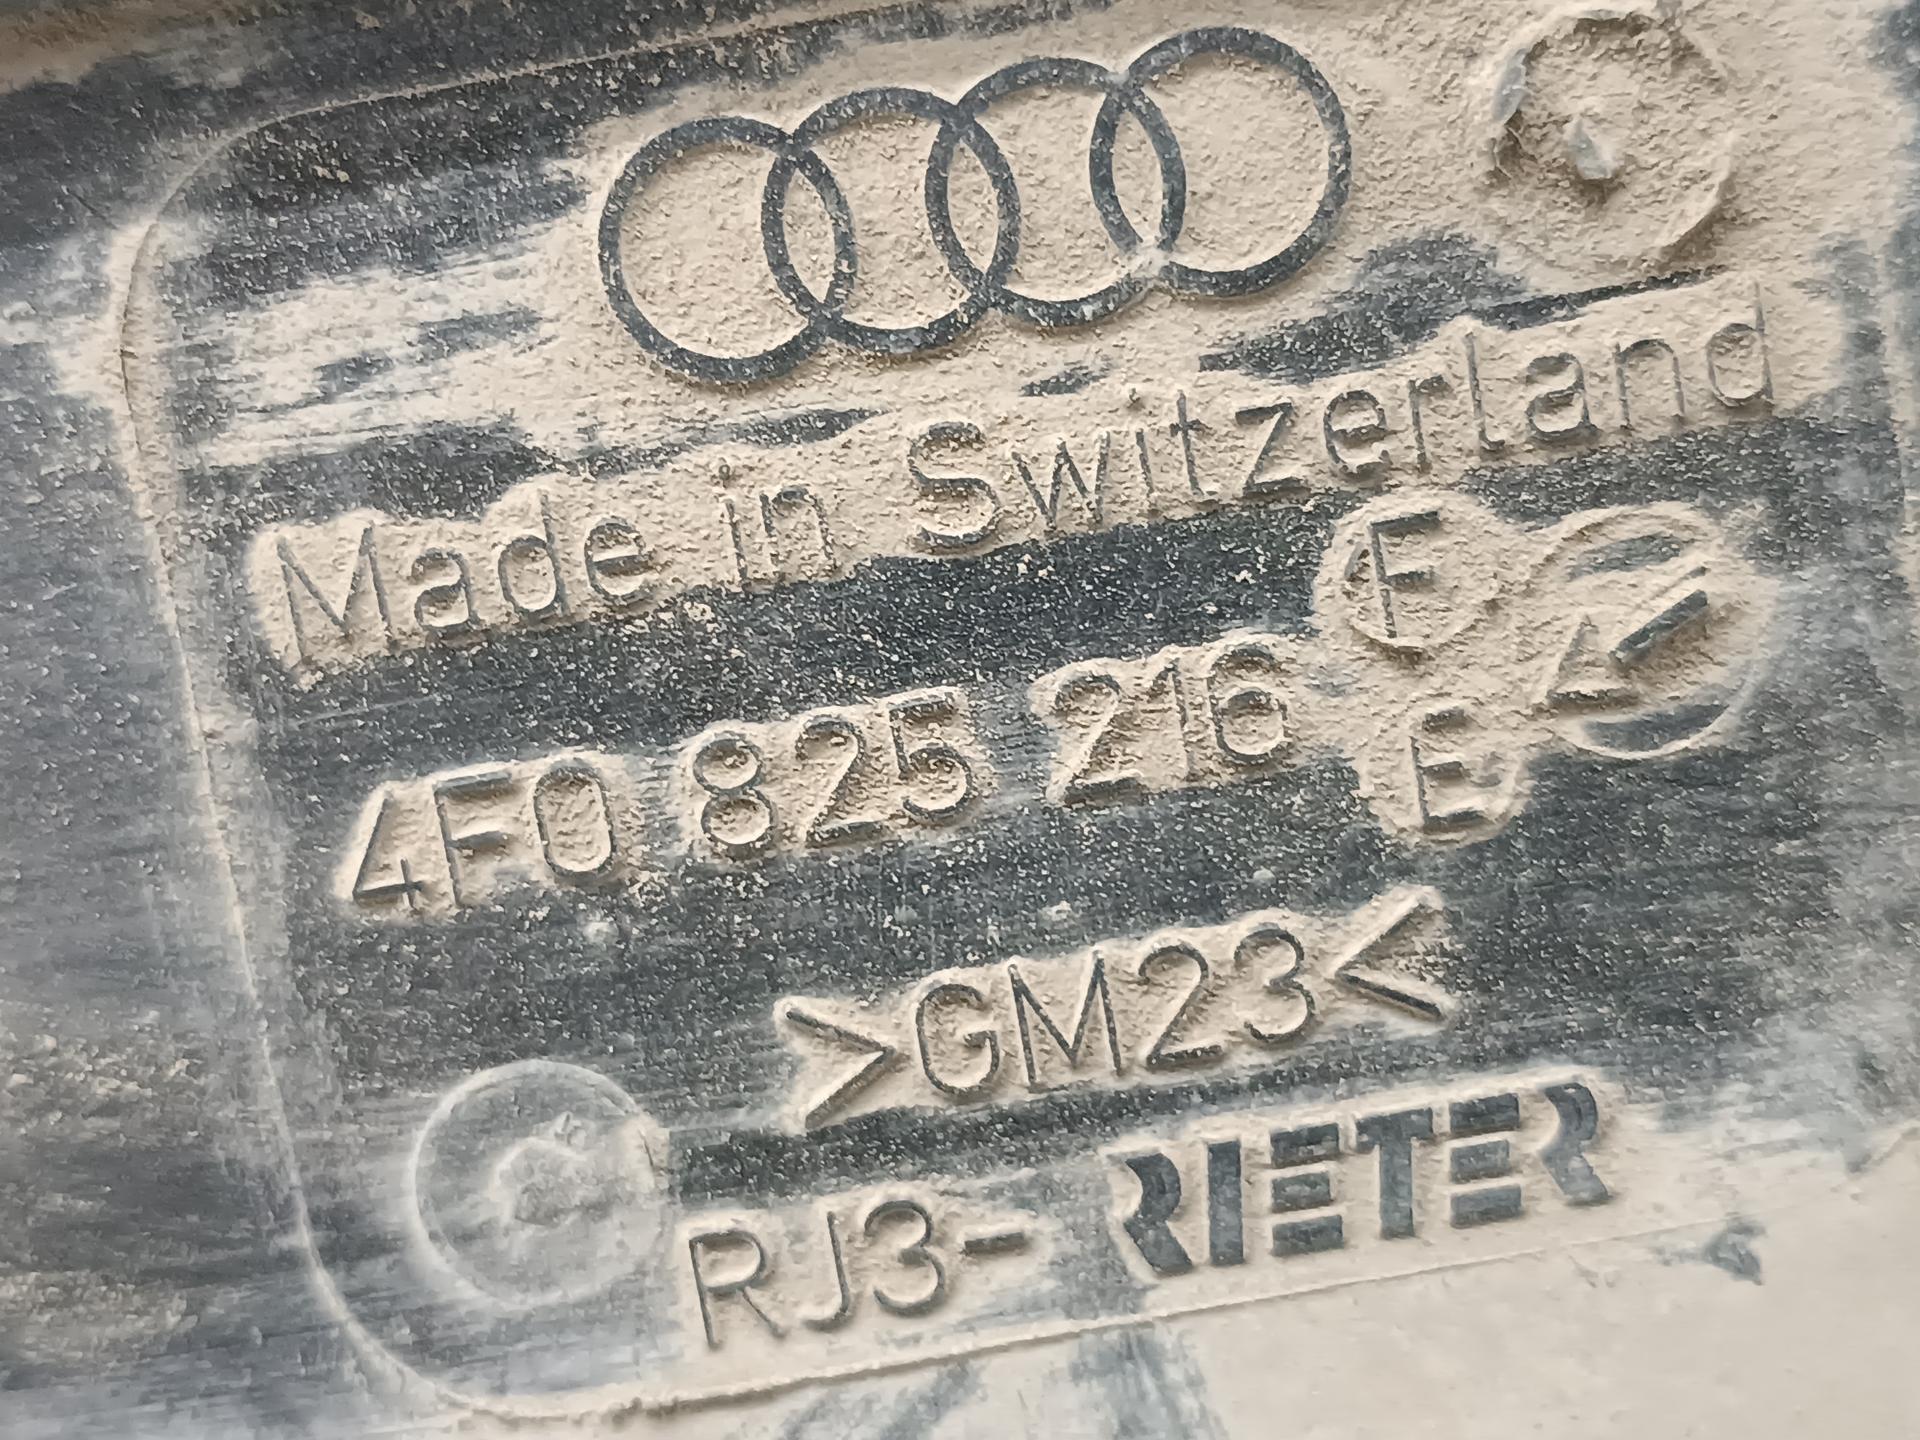 Made in Switzerland
F
4F0 825 216
E
>GM23<
RJ3- RIETER